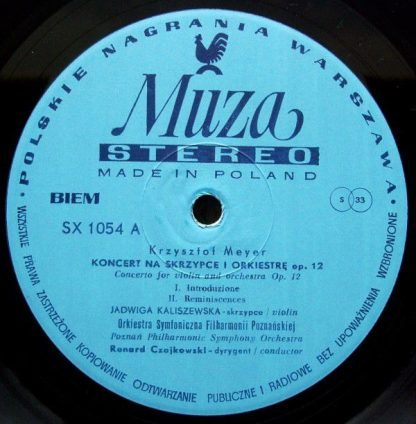 • POLSKIE NAGRANIA WARSZAWA •
Muza
STEREO
MADE IN POLAND
BIEM
S 33
SX 1054 A
Krzysztof Meyer
KONCERT NA SKRZYPCE I ORKIESTRĘ op. 12
Concerto for violin and orchestra Op. 12
I. Introduzione
II. Reminiscences
JADWIGA KALISZEWSKA - skrzypce / violin
Orkiestra Symfoniczna Filharmonii Poznańskiej
Poznań Philharmonic Symphony Orchestra
Renard Czajkowski - dyrygent / conductor
WSZYSTKIE PRAWA ZASTRZEŻONE KOPIOWANIE ODTWARZANIE PUBLICZNE I RADIOWE BEZ UPOWAŻNIENIA WZBRONIONE